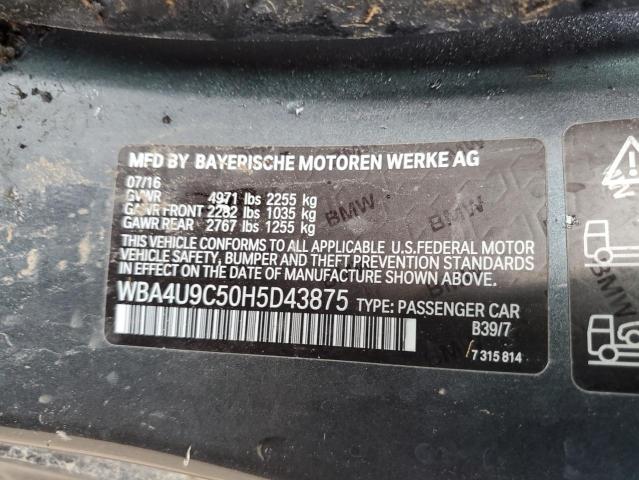 MFD BY BAYERISCHE MOTOREN WERKE AG
07/16
GVWR 4971 lbs 2255 kg
GAWR FRONT 2282 lbs 1035 kg
GAWR REAR 2767 lbs 1255 kg
THIS VEHICLE CONFORMS TO ALL APPLICABLE U.S.FEDERAL MOTOR
VEHICLE SAFETY, BUMPER AND THEFT PREVENTION STANDARDS
IN EFFECT ON THE DATE OF MANUFACTURE SHOWN ABOVE.
WBA4U9C50H5D43875 TYPE: PASSENGER CAR
B39/7
7 315 814
BMW
BMW
BMW